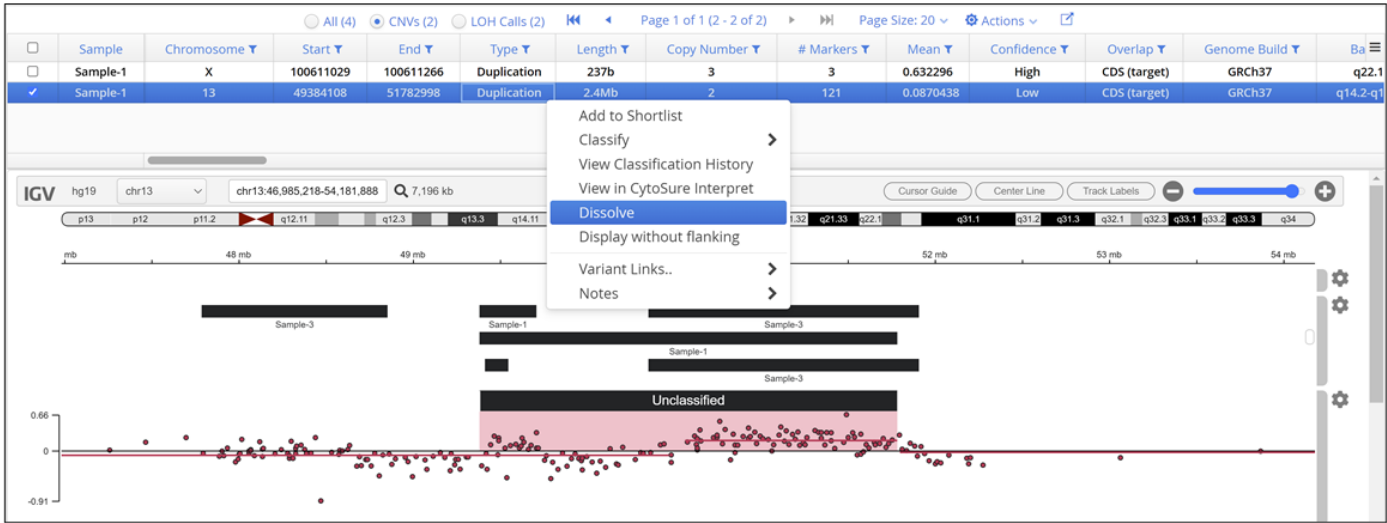 All (4) CNVs (2) LOH Calls (2) Page 1 of 1 (2 - 2 of 2) Page Size: 20 Actions
Sample Chromosome Start End Type Length Copy Number # Markers Mean Confidence Overlap Genome Build Ba
Sample-1 X 100611029 100611266 Duplication 237b 3 3 0.632296 High CDS (target) GRCh37 q22.1
Sample-1 13 49384108 51782998 Duplication 2.4Mb 2 121 0.0870438 Low CDS (target) GRCh37 q14.2-q1
Add to Shortlist
Classify
View Classification History
View in CytoSure Interpret
Dissolve
Display without flanking
Variant Links..
Notes
IGV hg19 chr13 chr13:46,985,218-54,181,888 7,196 kb Cursor Guide Center Line Track Labels
p13 p12 p11.2 q12.11 q12.3 q13.3 q14.11 1.32 q21.33 q22.1 q31.1 q31.2 q31.3 q32.1 q32.3 q33.1 q33.2 q33.3 q34
mb 48 mb 49 mb 52 mb 53 mb 54 mb
Sample-3 Sample-1 Sample-3
Sample-1
Sample-3
Unclassified
0.66
0
-0.91